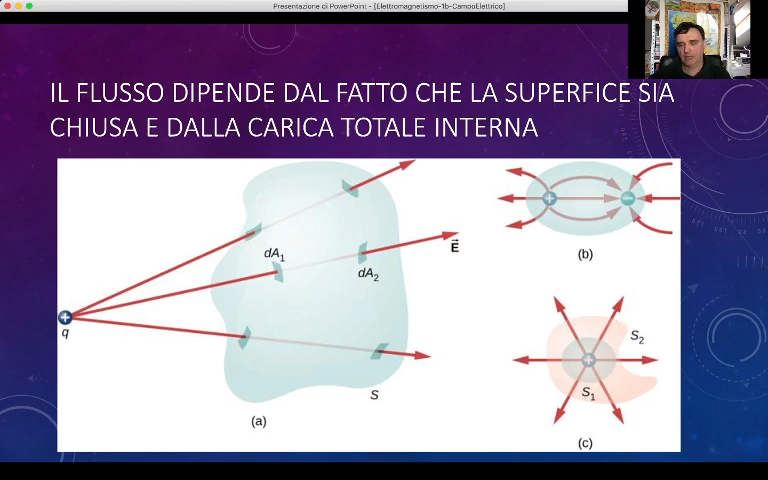 Presentazione di PowerPoint - [Elettromagnetismo-1b-CampoElettrico]
IL FLUSSO DIPENDE DAL FATTO CHE LA SUPERFICE SIA
CHIUSA E DALLA CARICA TOTALE INTERNA
q
dA1
dA2
E
S
(a)
+
−
(b)
S2
S1
(c)